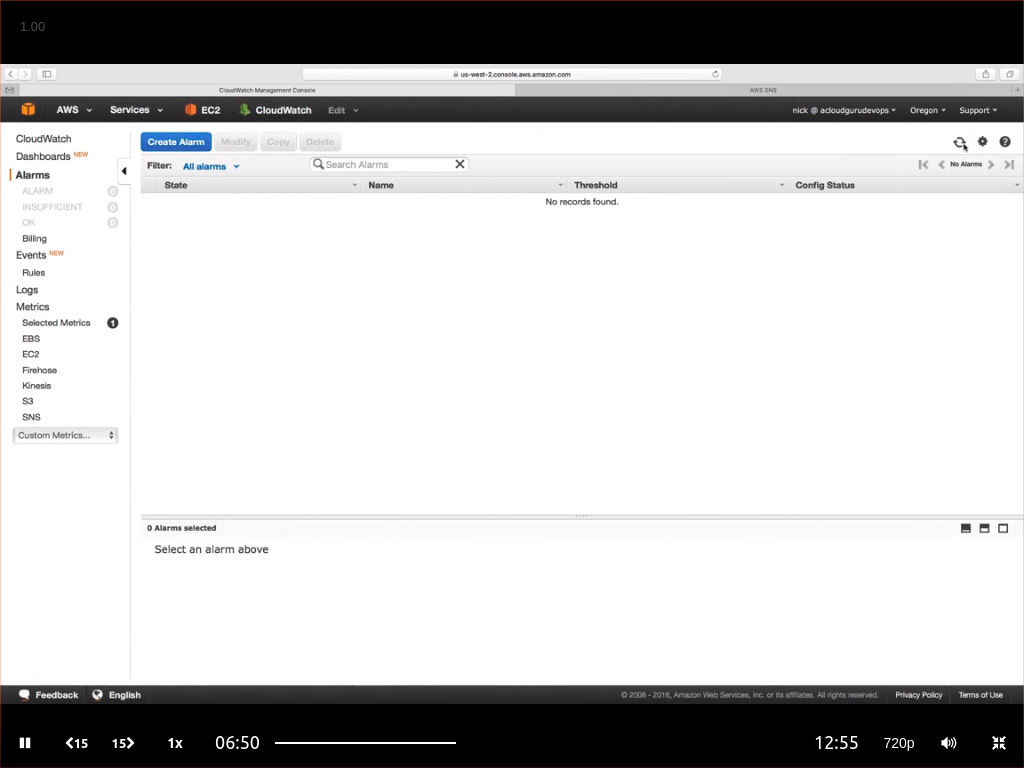 1.00
us-west-2.console.aws.amazon.com
CloudWatch Management Console
AWS SNS
AWS Services EC2 CloudWatch Edit nick @ acloudgurudevops Oregon Support
CloudWatch
Dashboards NEW
Alarms
ALARM 0
INSUFFICIENT 0
OK 0
Billing
Events NEW
Rules
Logs
Metrics
Selected Metrics 1
EBS
EC2
Firehose
Kinesis
S3
SNS
Custom Metrics...
Create Alarm Modify Copy Delete
Filter: All alarms Search Alarms No Alarms
State Name Threshold Config Status
No records found.
0 Alarms selected
Select an alarm above
Feedback English © 2008 - 2016, Amazon Web Services, Inc. or its affiliates. All rights reserved. Privacy Policy Terms of Use
15 15 1x 06:50 12:55 720p